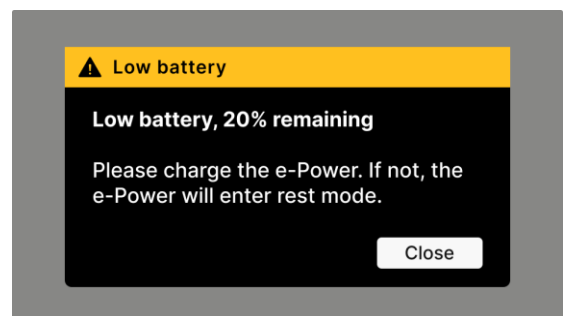 Low battery
Low battery, 20% remaining
Please charge the e-Power. If not, the
e-Power will enter rest mode.
Close